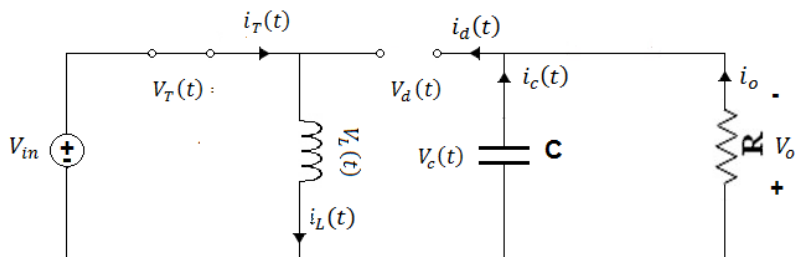 i_T(t)
i_d(t)
V_T(t) :
V_d(t)
i_c(t)
i_o
-
V_in
+
-
V_L(t)
V_c(t)
C
R
V_o
+
i_L(t)